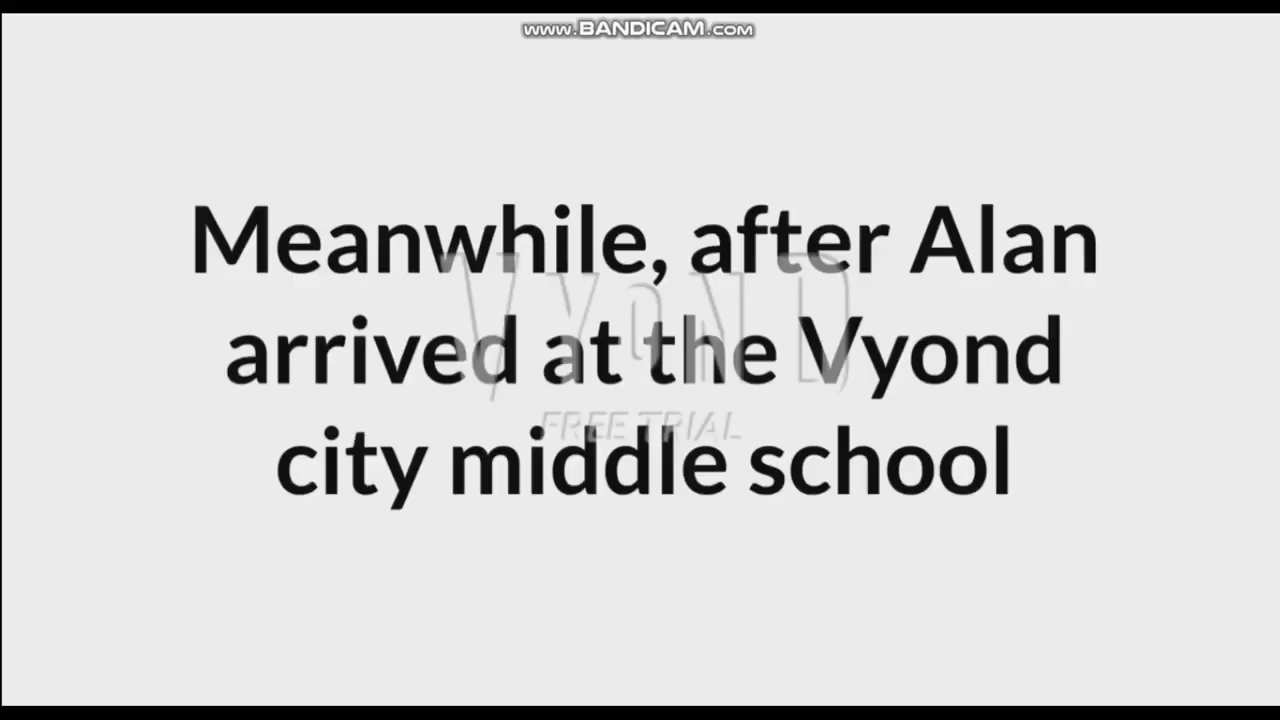 www.BANDICAM.com
Meanwhile, after Alan
arrived at the Vyond
city middle school
VYOND
FREE TRIAL